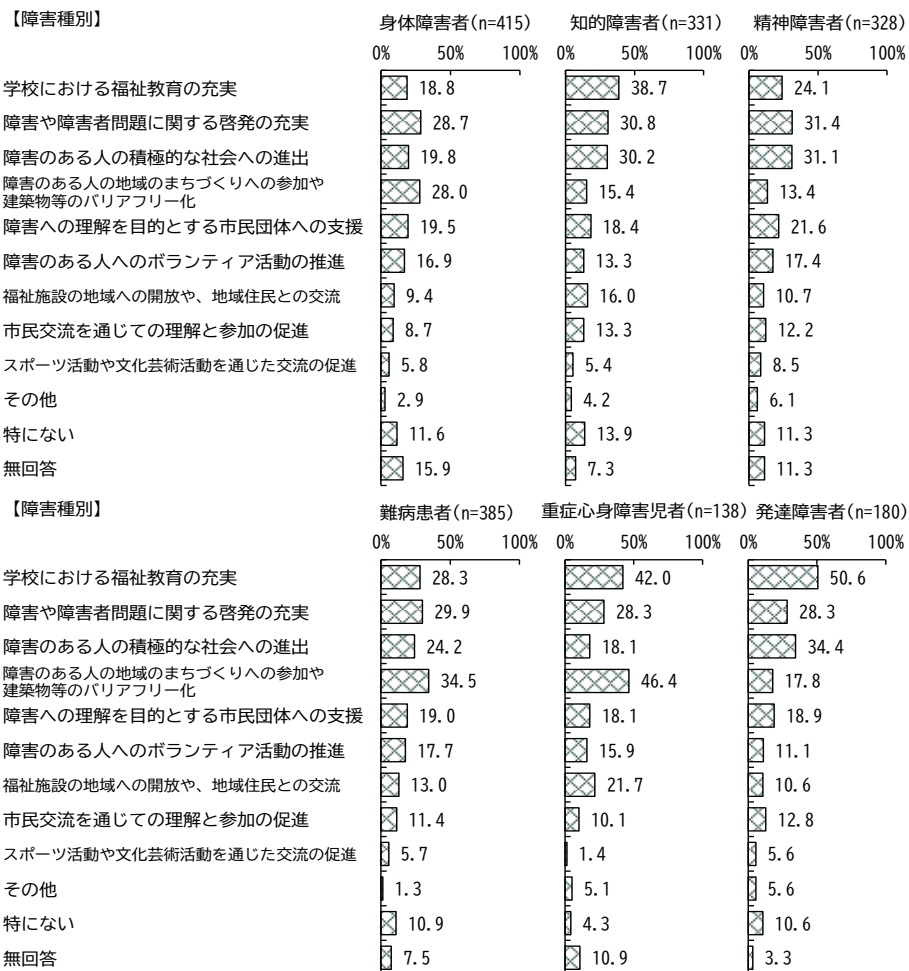 【障害種別】 身体障害者(n=415) 知的障害者(n=331) 精神障害者(n=328)
0% 50% 100% 0% 50% 100% 0% 50% 100%
学校における福祉教育の充実 18.8 38.7 24.1
障害や障害者問題に関する啓発の充実 28.7 30.8 31.4
障害のある人の積極的な社会への進出 19.8 30.2 31.1
障害のある人の地域のまちづくりへの参加や
建築物等のバリアフリー化 28.0 15.4 13.4
障害への理解を目的とする市民団体への支援 19.5 18.4 21.6
障害のある人へのボランティア活動の推進 16.9 13.3 17.4
福祉施設の地域への開放や、地域住民との交流 9.4 16.0 10.7
市民交流を通じての理解と参加の促進 8.7 13.3 12.2
スポーツ活動や文化芸術活動を通じた交流の促進 5.8 5.4 8.5
その他 2.9 4.2 6.1
特にない 11.6 13.9 11.3
無回答 15.9 7.3 11.3
【障害種別】 難病患者(n=385) 重症心身障害児者(n=138) 発達障害者(n=180)
0% 50% 100% 0% 50% 100% 0% 50% 100%
学校における福祉教育の充実 28.3 42.0 50.6
障害や障害者問題に関する啓発の充実 29.9 28.3 28.3
障害のある人の積極的な社会への進出 24.2 18.1 34.4
障害のある人の地域のまちづくりへの参加や
建築物等のバリアフリー化 34.5 46.4 17.8
障害への理解を目的とする市民団体への支援 19.0 18.1 18.9
障害のある人へのボランティア活動の推進 17.7 15.9 11.1
福祉施設の地域への開放や、地域住民との交流 13.0 21.7 10.6
市民交流を通じての理解と参加の促進 11.4 10.1 12.8
スポーツ活動や文化芸術活動を通じた交流の促進 5.7 1.4 5.6
その他 1.3 5.1 5.6
特にない 10.9 4.3 10.6
無回答 7.5 10.9 3.3